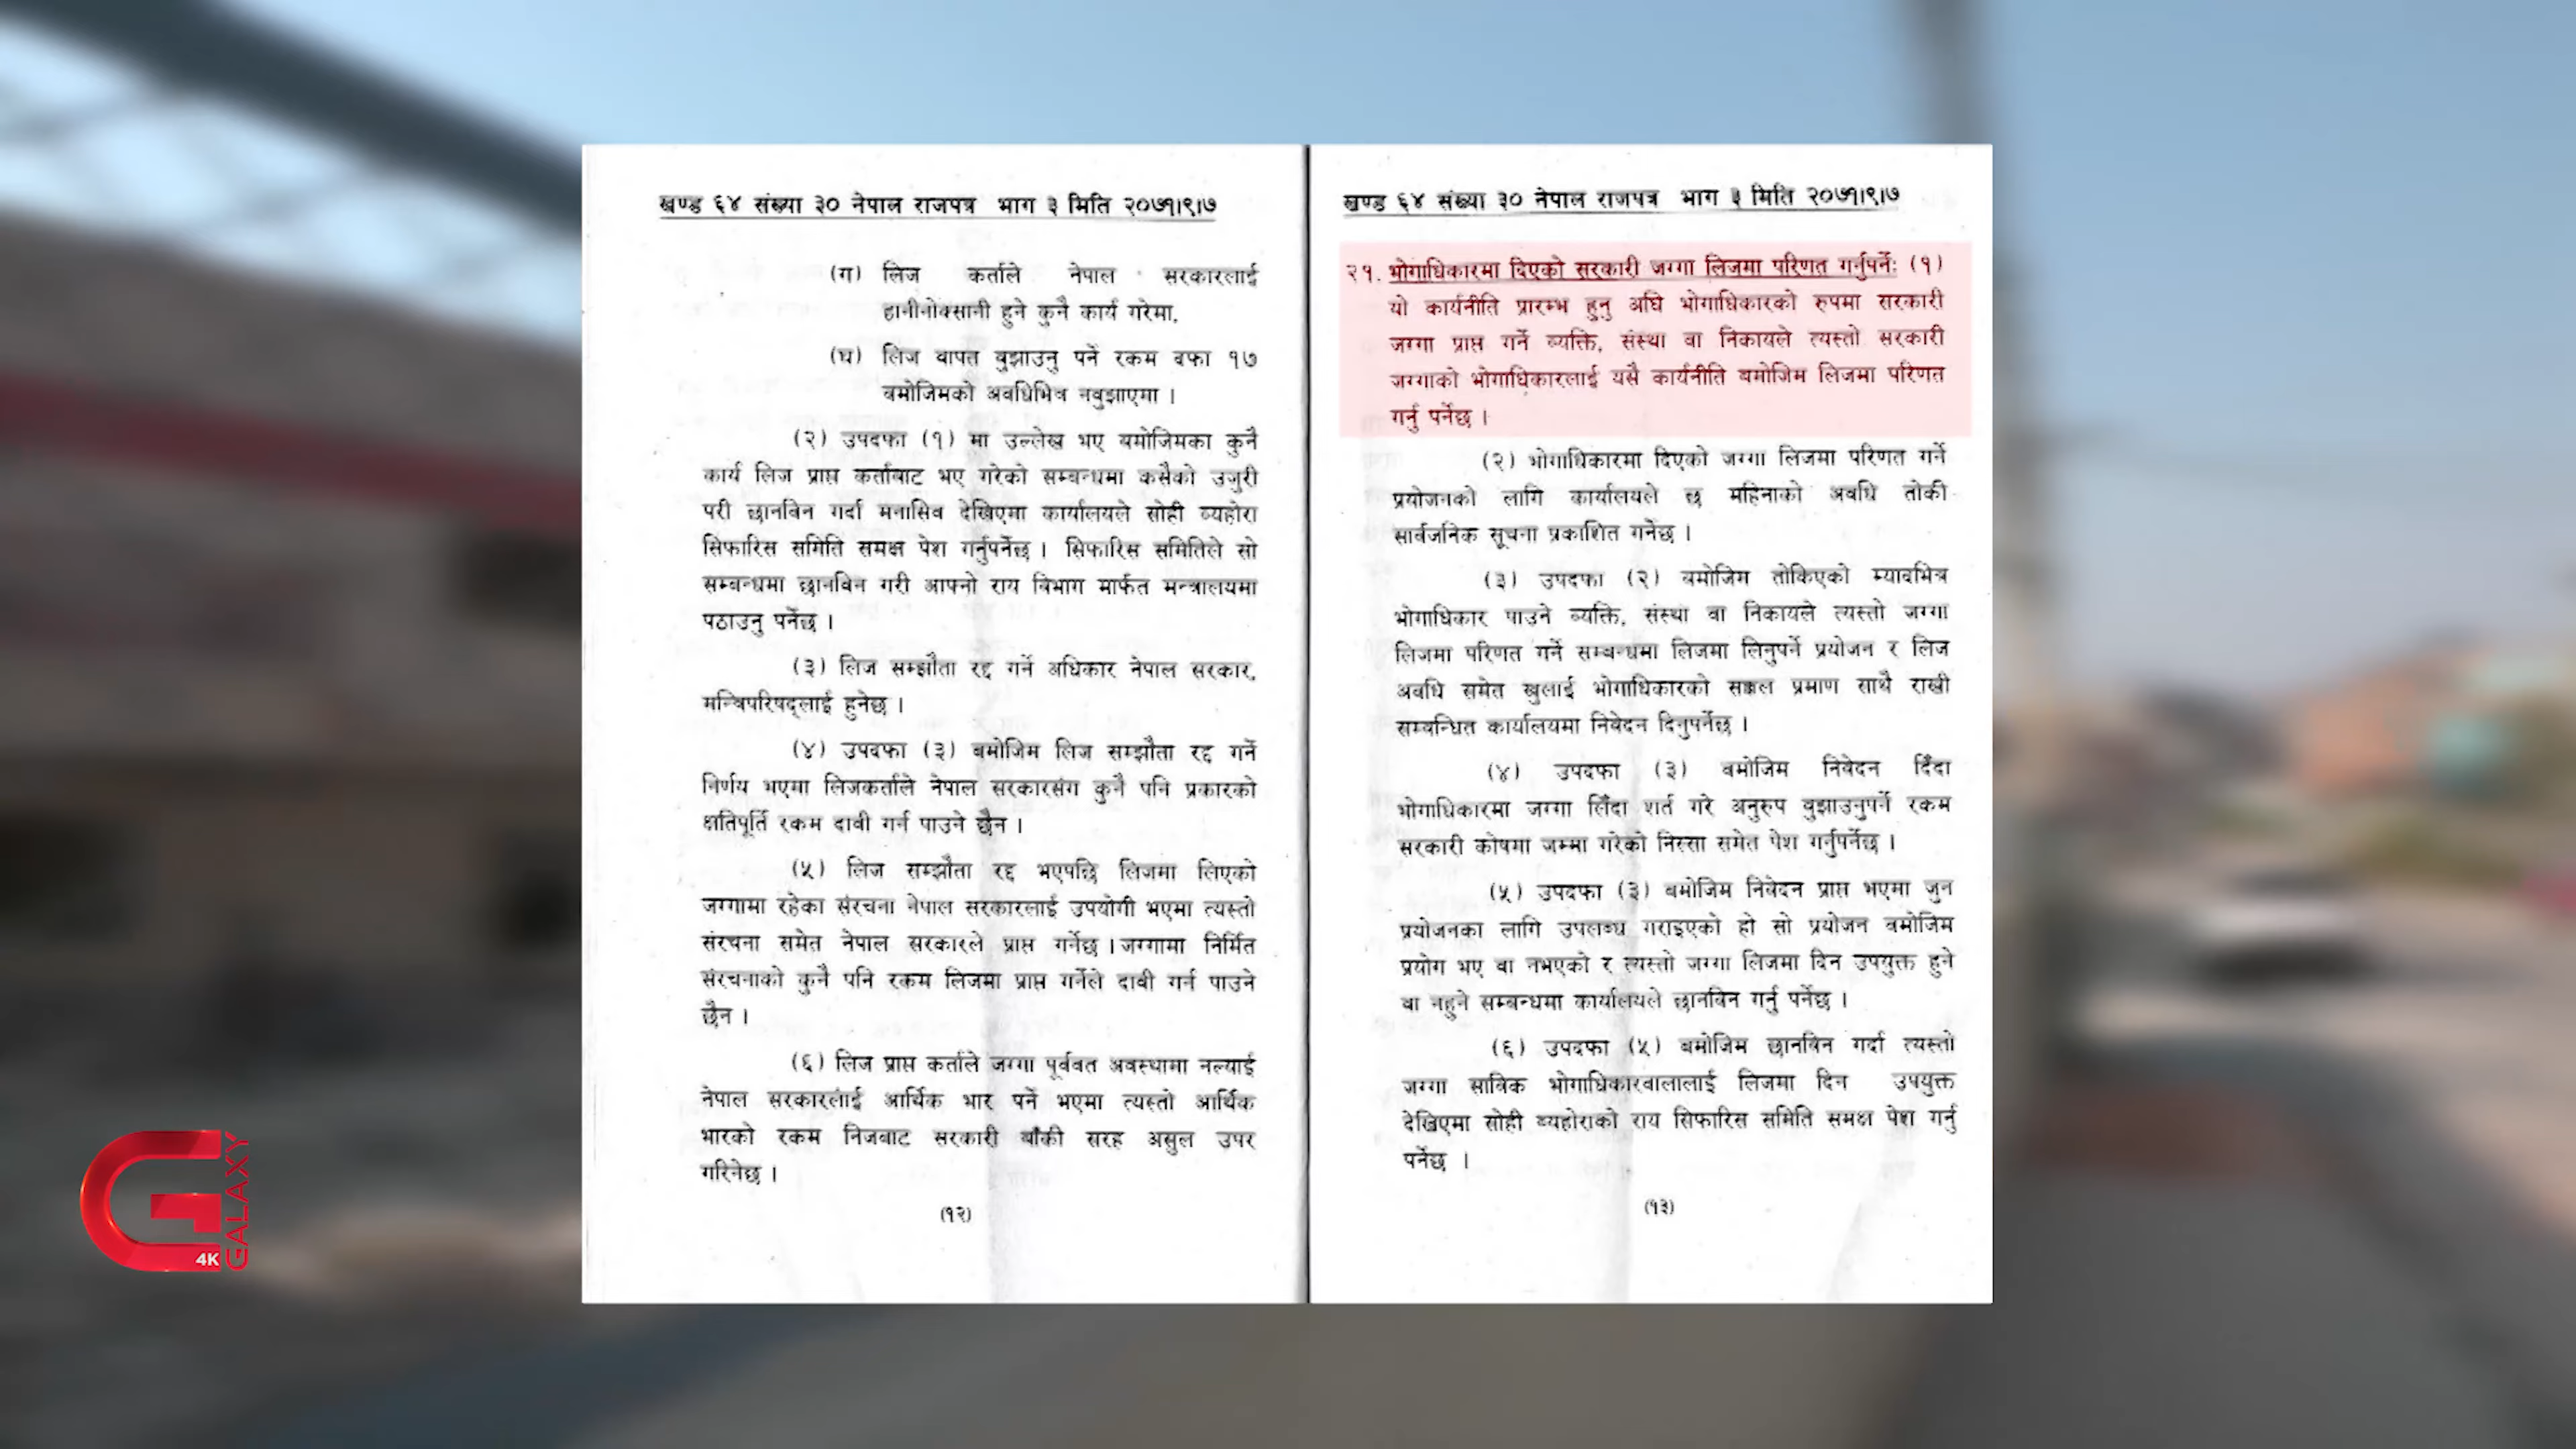 खण्ड ६४ संख्या ३० नेपाल राजपत्र भाग ३ मिति २०७१।९।७
(ग) लिज कर्ताले नेपाल सरकारलाई
हानीनोक्सानी हुने कुनै कार्य गरेमा,
(घ) लिज वापत बुझाउनु पर्ने रकम दफा १७
बमोजिमको अवधिभित्र नबुझाएमा ।
(२) उपदफा (१) मा उल्लेख भए बमोजिमका कुनै
कार्य लिज प्राप्त कर्ताबाट भए गरेको सम्बन्धमा कसैको उजुरी
परी छानविन गर्दा मनासिव देखिएमा कार्यालयले सोही व्यहोरा
सिफारिस समिति समक्ष पेश गर्नुपर्नेछ । सिफारिस समितिले सो
सम्बन्धमा छानविन गरी आफ्नो राय विभाग मार्फत मन्त्रालयमा
पठाउनु पर्नेछ ।
(३) लिज सम्झौता रद्द गर्ने अधिकार नेपाल सरकार,
मन्त्रिपरिषद्लाई हुनेछ ।
(४) उपदफा (३) बमोजिम लिज सम्झौता रद्द गर्ने
निर्णय भएमा लिजकर्ताले नेपाल सरकारसंग कुनै पनि प्रकारको
क्षतिपूर्ति रकम दावी गर्न पाउने छैन ।
(५) लिज सम्झौता रद्द भएपछि लिजमा लिएको
जग्गामा रहेका संरचना नेपाल सरकारलाई उपयोगी भएमा त्यस्तो
संरचना समेत नेपाल सरकारले प्राप्त गर्नेछ । जग्गामा निर्मित
संरचनाको कुनै पनि रकम लिजमा प्राप्त गर्नेले दावी गर्न पाउने
छैन ।
(६) लिज प्राप्त कर्ताले जग्गा पूर्ववत अवस्थामा नल्याई
नेपाल सरकारलाई आर्थिक भार पर्ने भएमा त्यस्तो आर्थिक
भारको रकम निजबाट सरकारी बाँकी सरह असुल उपर
गरिनेछ ।
(१२)
खण्ड ६४ संख्या ३० नेपाल राजपत्र भाग ३ मिति २०७१।९।७
२१. भोगाधिकारमा दिएको सरकारी जग्गा लिजमा परिणत गर्नुपर्ने: (१)
यो कार्यनीति प्रारम्भ हुनु अघि भोगाधिकारको रुपमा सरकारी
जग्गा प्राप्त गर्ने व्यक्ति, संस्था वा निकायले त्यस्तो सरकारी
जग्गाको भोगाधिकारलाई यसै कार्यनीति बमोजिम लिजमा परिणत
गर्नु पर्नेछ ।
(२) भोगाधिकारमा दिएको जग्गा लिजमा परिणत गर्ने
प्रयोजनको लागि कार्यालयले छ महिनाको अवधि तोकी
सार्वजनिक सूचना प्रकाशित गर्नेछ ।
(३) उपदफा (२) बमोजिम तोकिएको म्यादभित्र
भोगाधिकार पाउने व्यक्ति, संस्था वा निकायले त्यस्तो जग्गा
लिजमा परिणत गर्ने सम्बन्धमा लिजमा लिनुपर्ने प्रयोजन र लिज
अवधि समेत खुलाई भोगाधिकारको सक्कल प्रमाण साथै राखी
सम्बन्धित कार्यालयमा निवेदन दिनुपर्नेछ ।
(४) उपदफा (३) बमोजिम निवेदन दिँदा
भोगाधिकारमा जग्गा लिँदा शर्त गरे अनुरुप बुझाउनुपर्ने रकम
सरकारी कोषमा जम्मा गरेको निस्सा समेत पेश गर्नुपर्नेछ ।
(५) उपदफा (३) बमोजिम निवेदन प्राप्त भएमा जुन
प्रयोजनका लागि उपलब्ध गराइएको हो सो प्रयोजन बमोजिम
प्रयोग भए वा नभएको र त्यस्तो जग्गा लिजमा दिन उपयुक्त हुने
वा नहुने सम्बन्धमा कार्यालयले छानविन गर्नु पर्नेछ ।
(६) उपदफा (५) बमोजिम छानविन गर्दा त्यस्तो
जग्गा साविक भोगाधिकारवालालाई लिजमा दिन उपयुक्त
देखिएमा सोही व्यहोराको राय सिफारिस समिति समक्ष पेश गर्नु
पर्नेछ ।
(१३)
GALAXY
4K